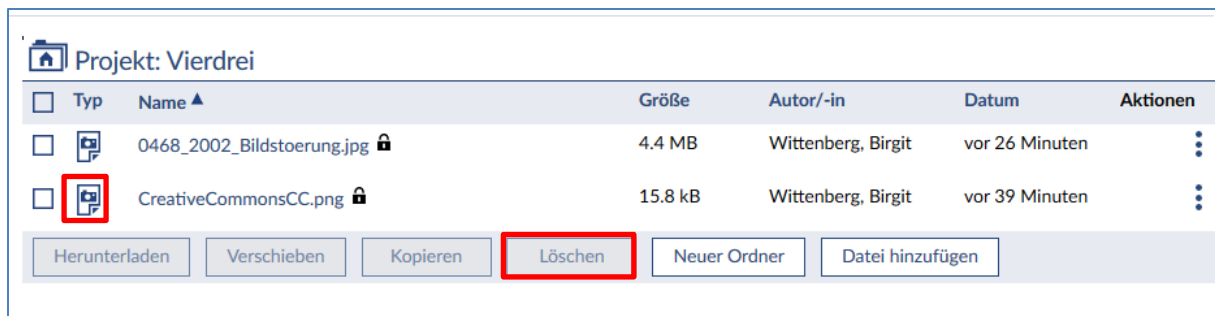 Projekt: Vierdrei
Typ Name Größe Autor/-in Datum Aktionen
0468_2002_Bildstoerung.jpg 4.4 MB Wittenberg, Birgit vor 26 Minuten
CreativeCommonsCC.png 15.8 kB Wittenberg, Birgit vor 39 Minuten
Herunterladen Verschieben Kopieren Löschen Neuer Ordner Datei hinzufügen